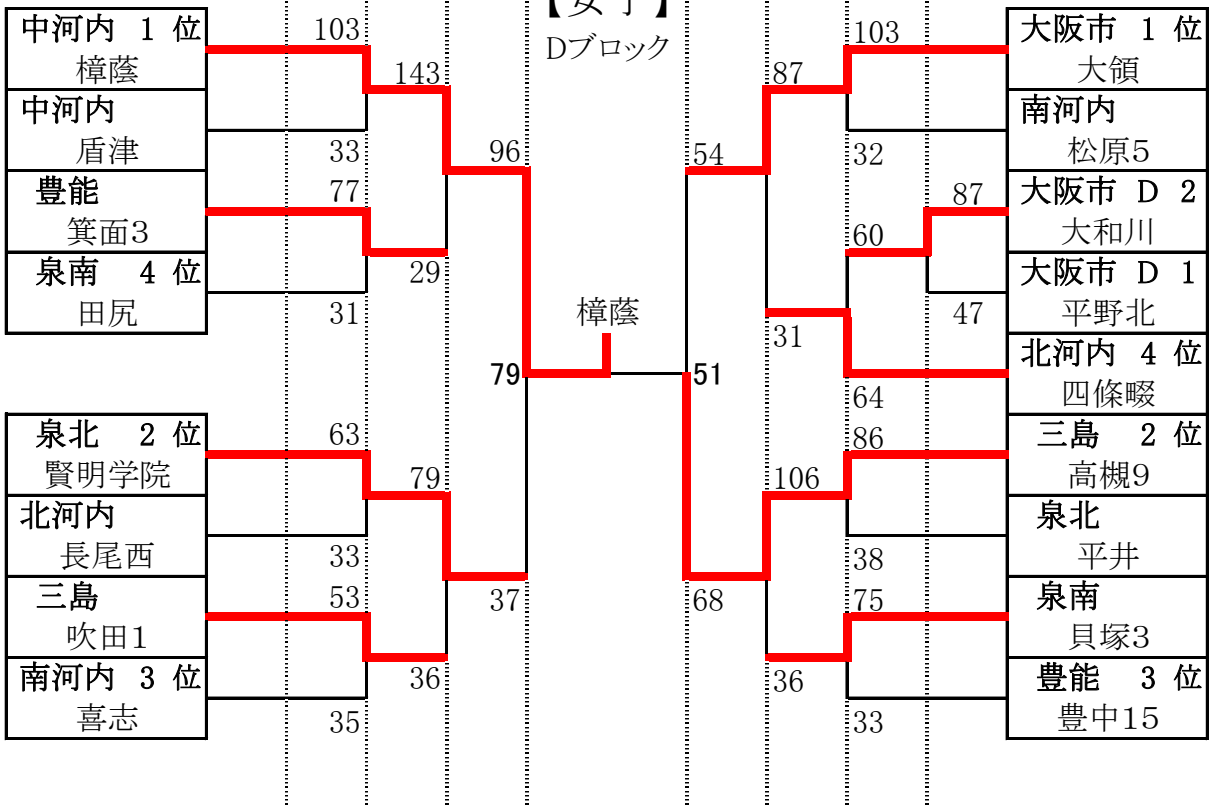 【女子】
Dブロック
中河内 1 位
樟蔭
中河内
盾津
豊能
箕面3
泉南 4 位
田尻
泉北 2 位
賢明学院
北河内
長尾西
三島
吹田1
南河内 3 位
喜志
103
33
77
31
63
33
53
35
143
29
79
36
96
37
79
樟蔭
51
54
68
87
31
106
36
103
32
60
64
86
38
75
33
87
47
大阪市 1 位
大領
南河内
松原5
大阪市 D 2
大和川
大阪市 D 1
平野北
北河内 4 位
四條畷
三島 2 位
高槻9
泉北
平井
泉南
貝塚3
豊能 3 位
豊中15